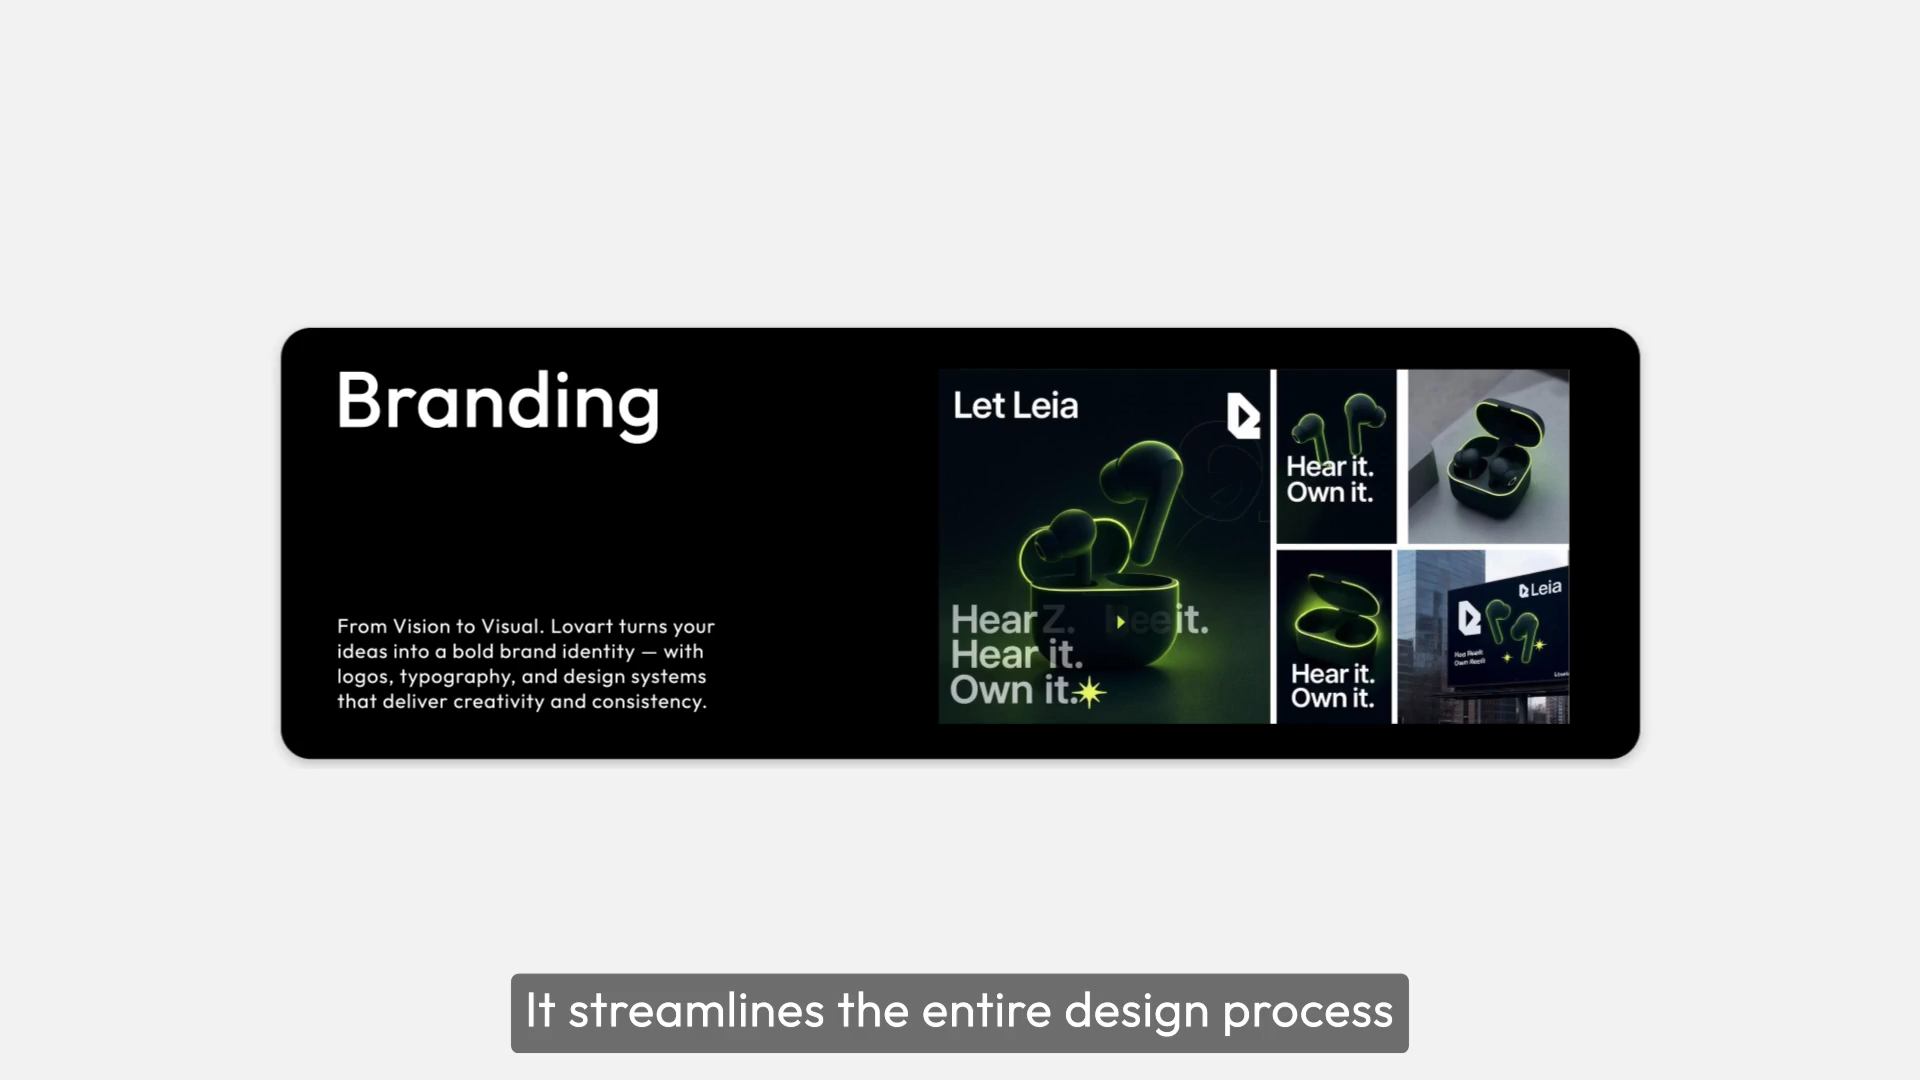 Branding
From Vision to Visual. Lovart turns your
ideas into a bold brand identity — with
logos, typography, and design systems
that deliver creativity and consistency.
Let Leia
Hear Z. it.
Hear it.
Own it.
Hear it.
Own it.
Hear it.
Own it.
Leia
It streamlines the entire design process